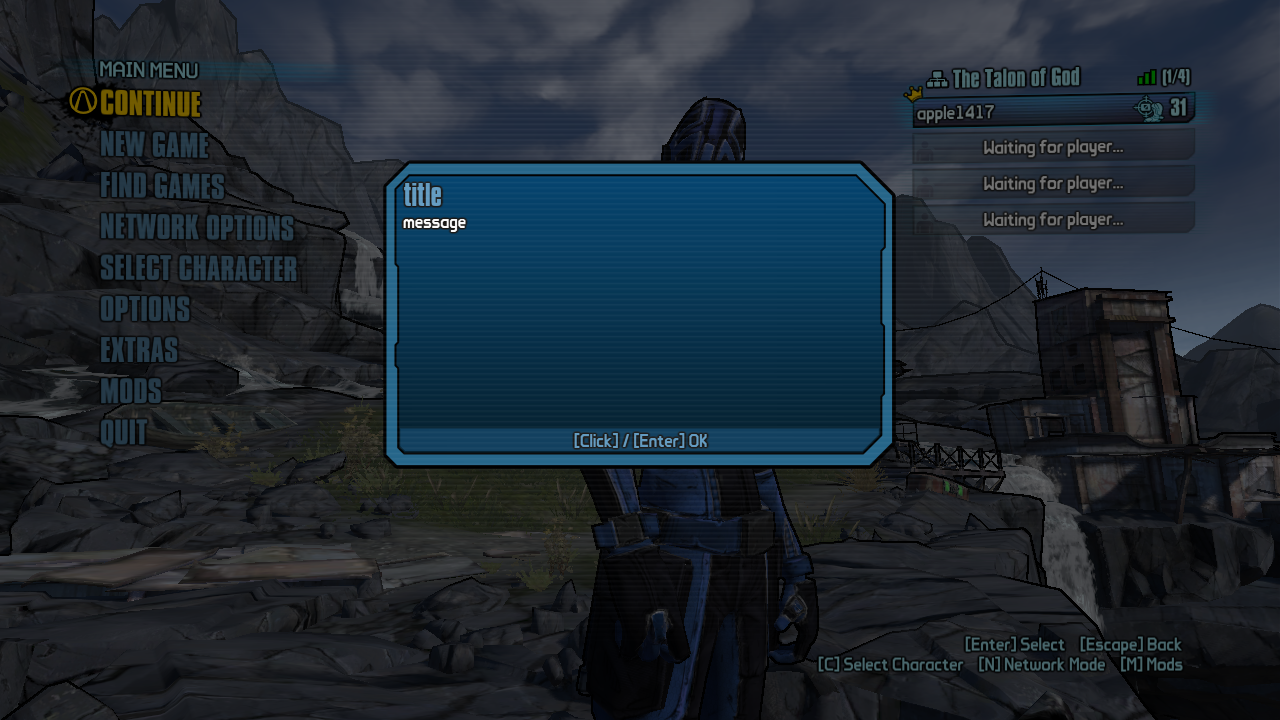 MAIN MENU
CONTINUE
NEW GAME
FIND GAMES
NETWORK OPTIONS
SELECT CHARACTER
OPTIONS
EXTRAS
MODS
QUIT
The Talon of God (1/4)
apple1417 31
Waiting for player...
Waiting for player...
Waiting for player...
title
message
[Click] / [Enter] OK
[Enter] Select [Escape] Back
[C] Select Character [N] Network Mode [M] Mods